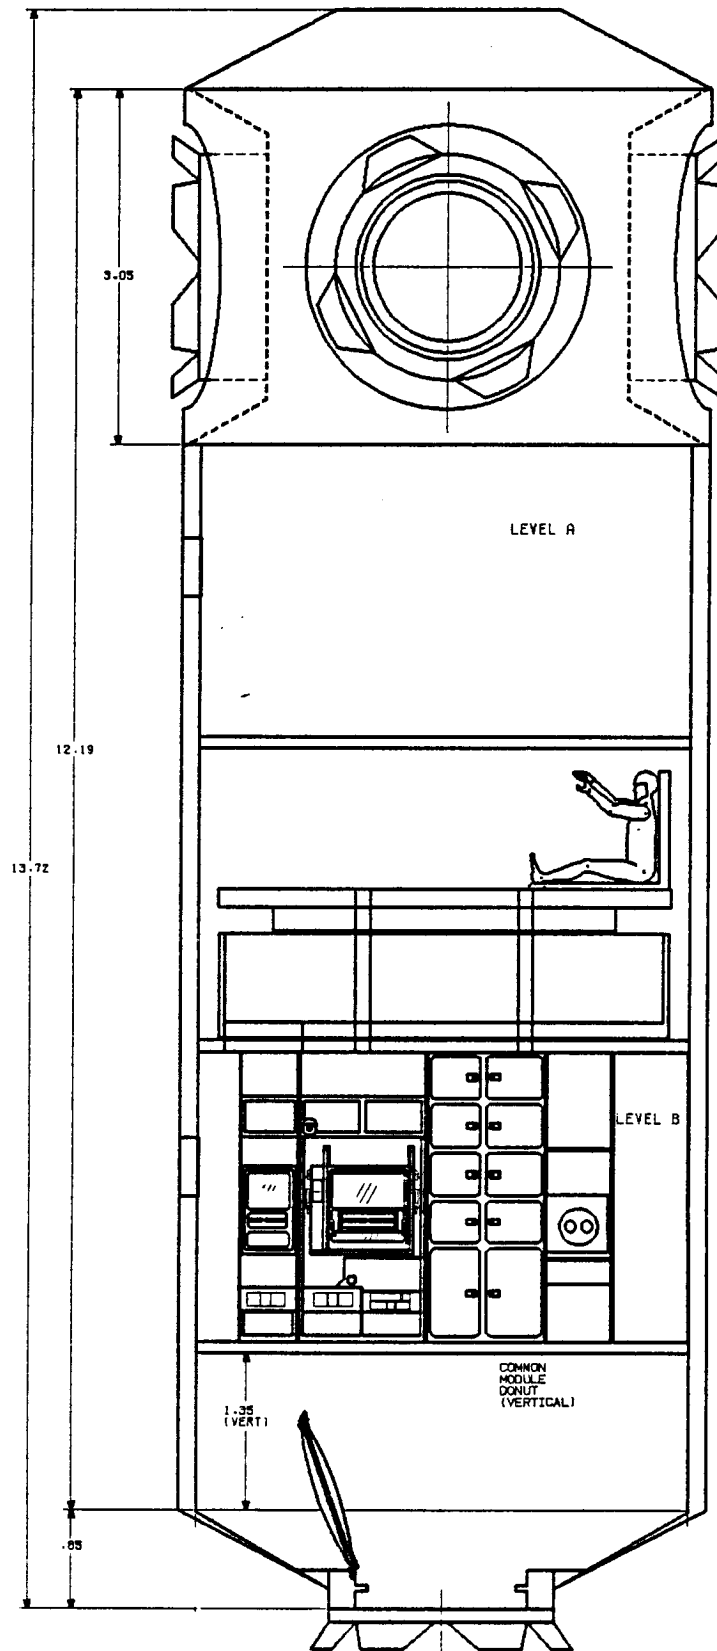 3.05
LEVEL A
12.19
13.72
LEVEL B
COMMON
MODULE
DONUT
(VERTICAL)
1.35
(VERT)
.85